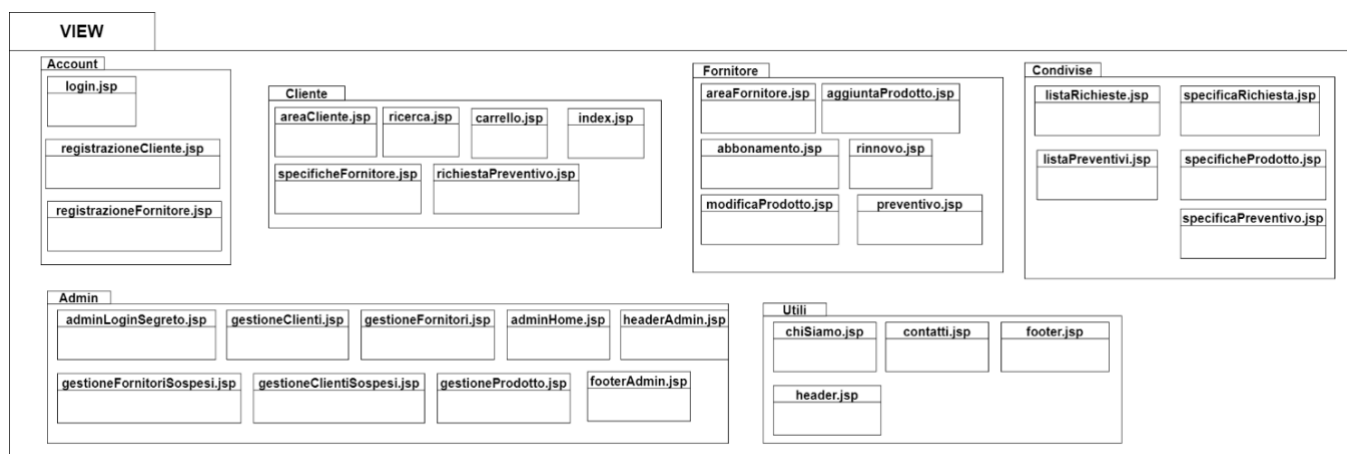 VIEW
Account
login.jsp
registrazioneCliente.jsp
registrazioneFornitore.jsp
Cliente
areaCliente.jsp
ricerca.jsp
carrello.jsp
index.jsp
specificheFornitore.jsp
richiestaPreventivo.jsp
Fornitore
areaFornitore.jsp
aggiuntaProdotto.jsp
abbonamento.jsp
rinnovo.jsp
modificaProdotto.jsp
preventivo.jsp
Condivise
listaRichieste.jsp
specificaRichiesta.jsp
listaPreventivi.jsp
specificheProdotto.jsp
specificaPreventivo.jsp
Admin
adminLoginSegreto.jsp
gestioneClienti.jsp
gestioneFornitori.jsp
adminHome.jsp
headerAdmin.jsp
gestioneFornitoriSospesi.jsp
gestioneClientiSospesi.jsp
gestioneProdotto.jsp
footerAdmin.jsp
Utili
chiSiamo.jsp
contatti.jsp
footer.jsp
header.jsp